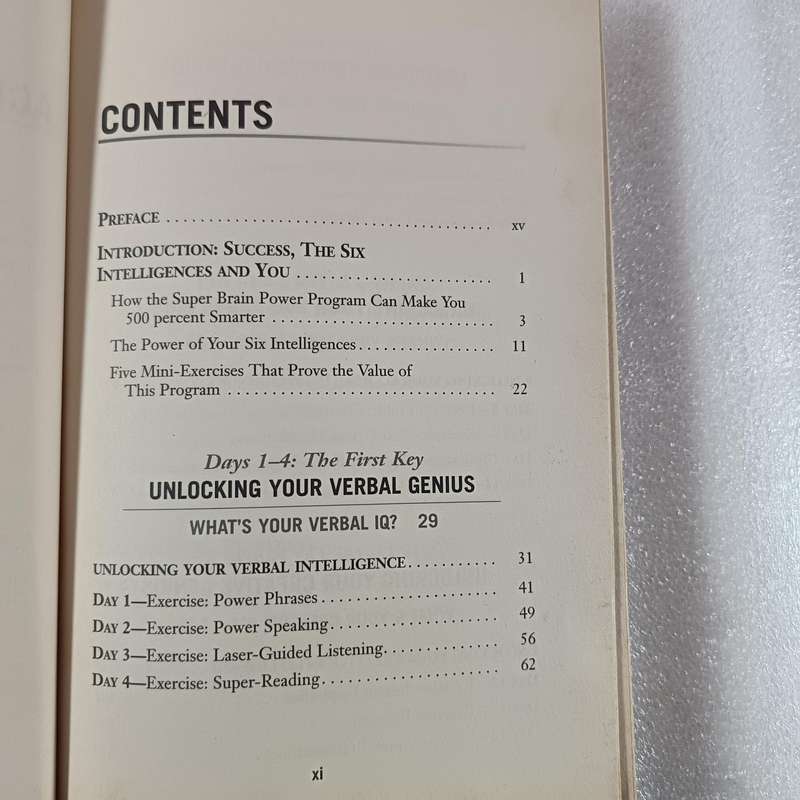 CONTENTS
PREFACE ........................................ xv
INTRODUCTION: SUCCESS, THE SIX
INTELLIGENCES AND YOU ........................ 1
How the Super Brain Power Program Can Make You
500 percent Smarter ........................... 3
The Power of Your Six Intelligences ................. 11
Five Mini-Exercises That Prove the Value of
This Program ................................. 22
Days 1–4: The First Key
UNLOCKING YOUR VERBAL GENIUS
WHAT'S YOUR VERBAL IQ? 29
UNLOCKING YOUR VERBAL INTELLIGENCE ........... 31
DAY 1—Exercise: Power Phrases ...................... 41
DAY 2—Exercise: Power Speaking .................... 49
DAY 3—Exercise: Laser-Guided Listening .............. 56
DAY 4—Exercise: Super-Reading ...................... 62
xi